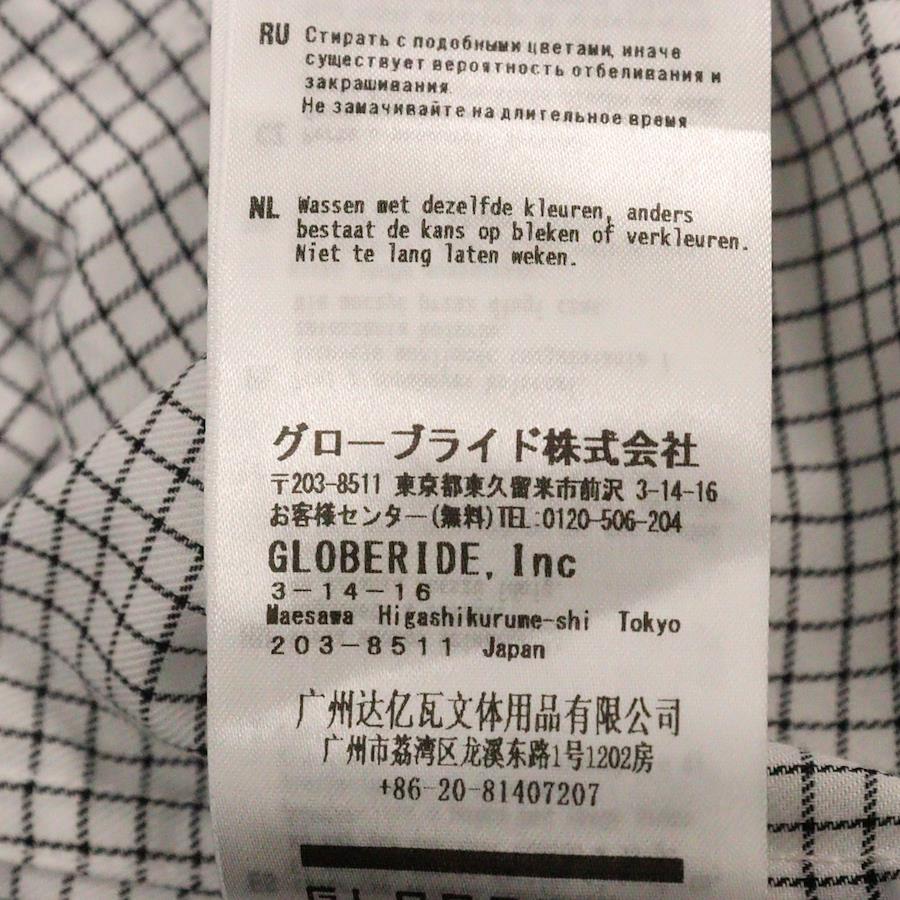 RU Стирать с подобными цветами, иначе
существует вероятность отбеливания и
закрашивания.
Не замачивайте на длительное время
NL Wassen met dezelfde kleuren, anders
bestaat de kans op bleken of verkleuren.
Niet te lang laten weken.
グローブライド株式会社
〒203-8511 東京都東久留米市前沢 3-14-16
お客様センター(無料)TEL:0120-506-204
GLOBERIDE, Inc
3-14-16
Maesawa Higashikurume-shi Tokyo
203-8511 Japan
广州达亿瓦文体用品有限公司
广州市荔湾区龙溪东路1号1202房
+86-20-81407207